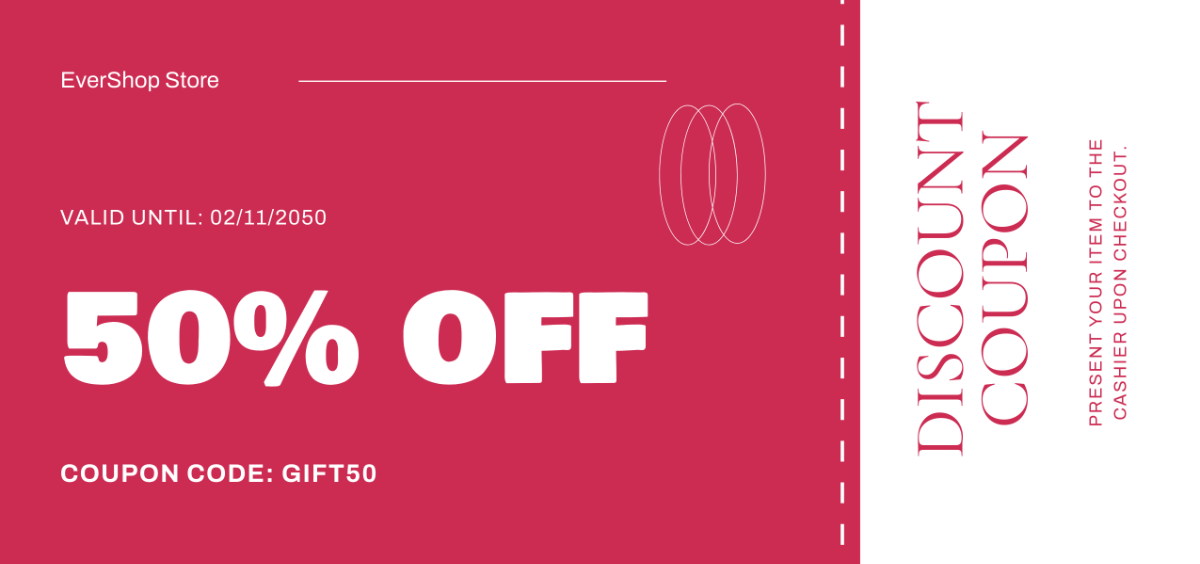 EverShop Store
VALID UNTIL: 02/11/2050
50% OFF
COUPON CODE: GIFT50
DISCOUNT
COUPON
PRESENT YOUR ITEM TO THE
CASHIER UPON CHECKOUT.